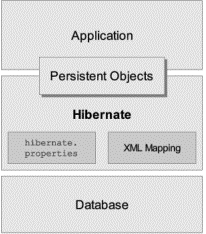 Application
Persistent Objects
Hibernate
hibernate.
properties
XML Mapping
Database